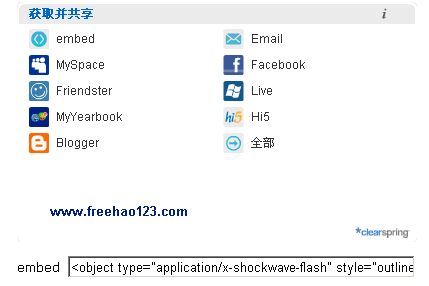 获取并共享 i
embed Email
MySpace Facebook
Friendster Live
MyYearbook hi5 Hi5
Blogger 全部
www.freehao123.com
*clearspring
embed <object type="application/x-shockwave-flash" style="outline